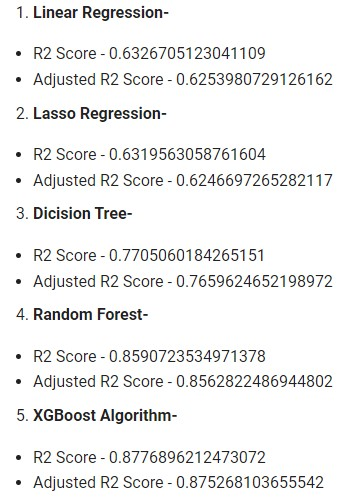 1. Linear Regression-
• R2 Score - 0.6326705123041109
• Adjusted R2 Score - 0.6253980729126162
2. Lasso Regression-
• R2 Score - 0.6319563058761604
• Adjusted R2 Score - 0.6246697265282117
3. Dicision Tree-
• R2 Score - 0.7705060184265151
• Adjusted R2 Score - 0.7659624652198972
4. Random Forest-
• R2 Score - 0.8590723534971378
• Adjusted R2 Score - 0.8562822486944802
5. XGBoost Algorithm-
• R2 Score - 0.8776896212473072
• Adjusted R2 Score - 0.875268103655542